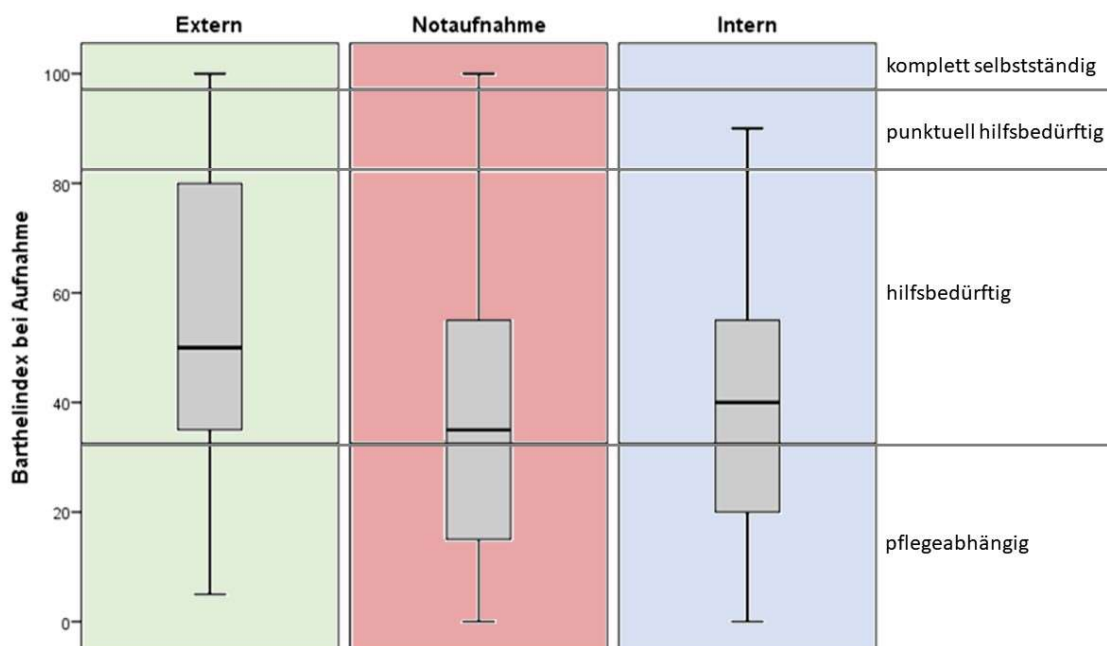 Extern
Notaufnahme
Intern
Barthelindex bei Aufnahme
100
80
60
40
20
0
komplett selbstständig
punktuell hilfsbedürftig
hilfsbedürftig
pflegeabhängig